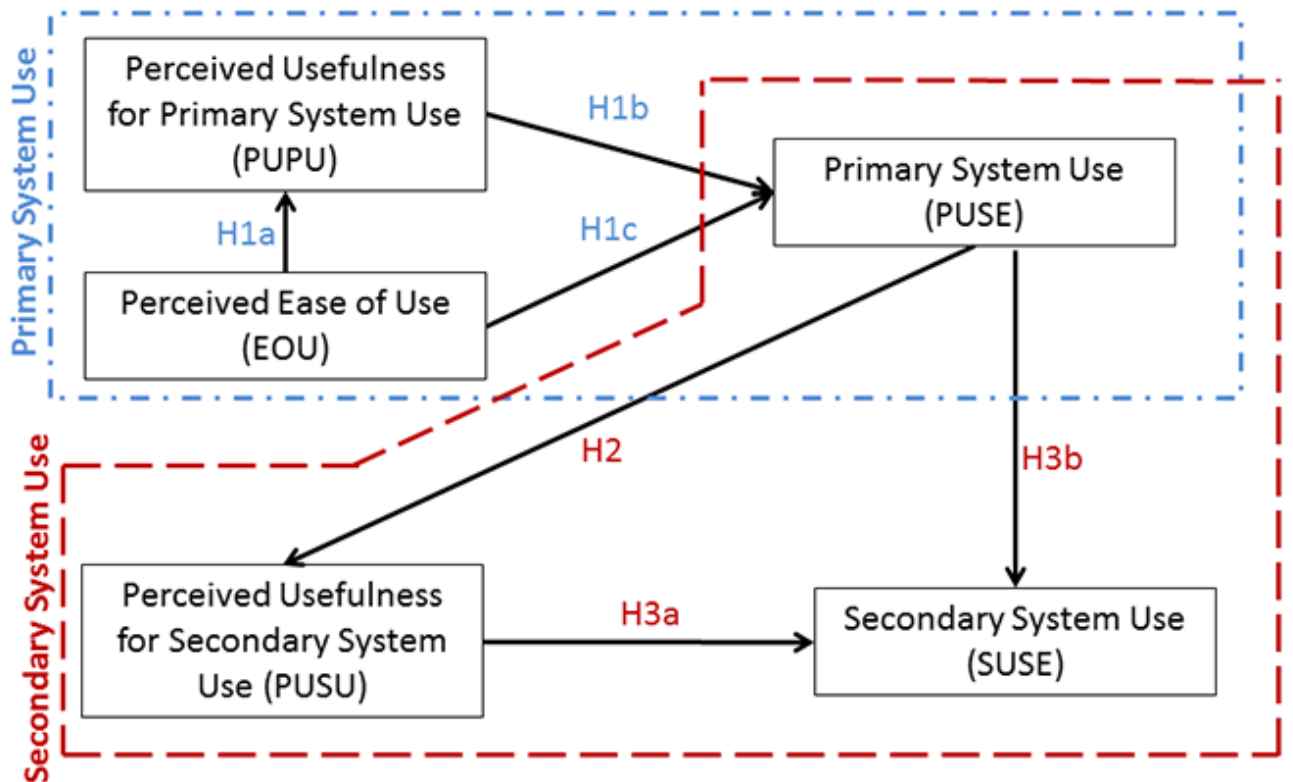 Primary System Use
Perceived Usefulness
for Primary System Use
(PUPU)
H1b
Primary System Use
(PUSE)
H1a
H1c
Perceived Ease of Use
(EOU)
Secondary System Use
H2
H3b
Perceived Usefulness
for Secondary System
Use (PUSU)
H3a
Secondary System Use
(SUSE)